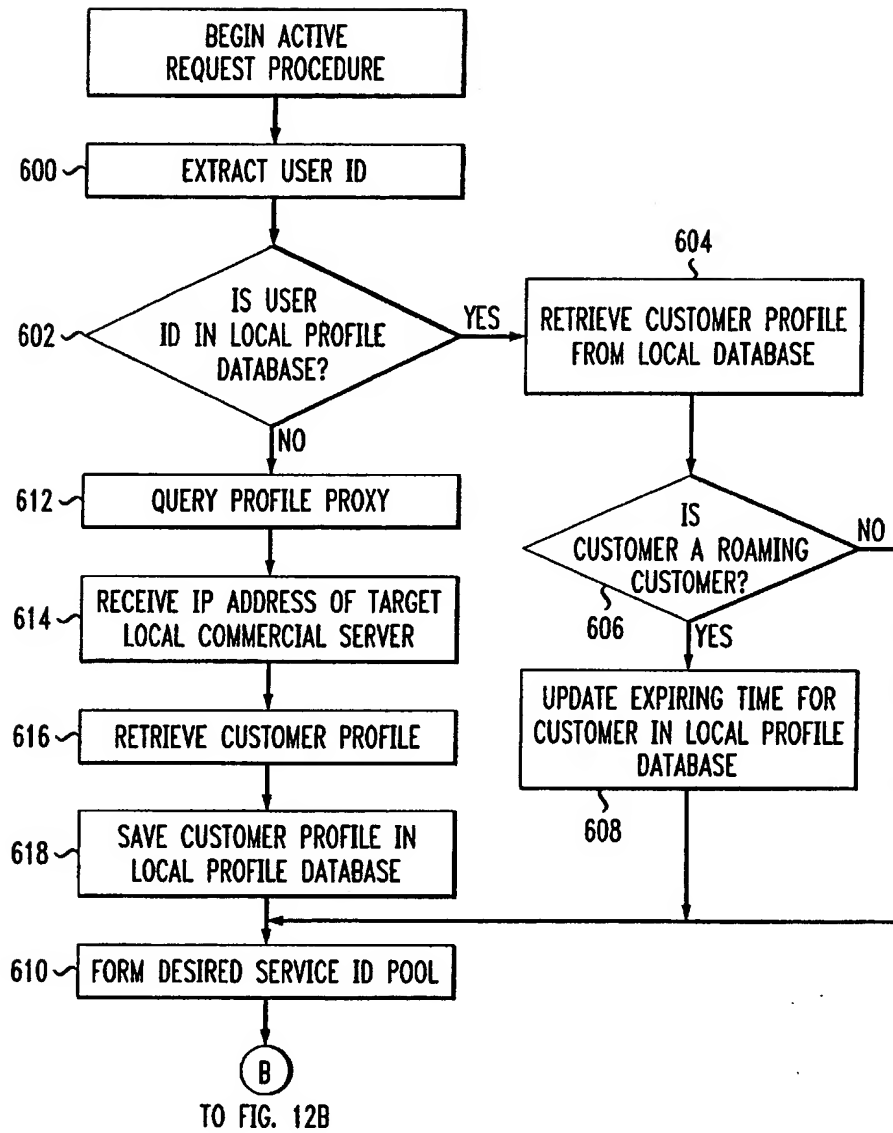 BEGIN ACTIVE
REQUEST PROCEDURE
600
EXTRACT USER ID
602
IS USER
ID IN LOCAL PROFILE
DATABASE?
YES
604
RETRIEVE CUSTOMER PROFILE
FROM LOCAL DATABASE
NO
612
QUERY PROFILE PROXY
IS
CUSTOMER A ROAMING
CUSTOMER?
NO
606
YES
614
RECEIVE IP ADDRESS OF TARGET
LOCAL COMMERCIAL SERVER
UPDATE EXPIRING TIME FOR
CUSTOMER IN LOCAL PROFILE
DATABASE
608
616
RETRIEVE CUSTOMER PROFILE
618
SAVE CUSTOMER PROFILE IN
LOCAL PROFILE DATABASE
610
FORM DESIRED SERVICE ID POOL
B
TO FIG. 12B